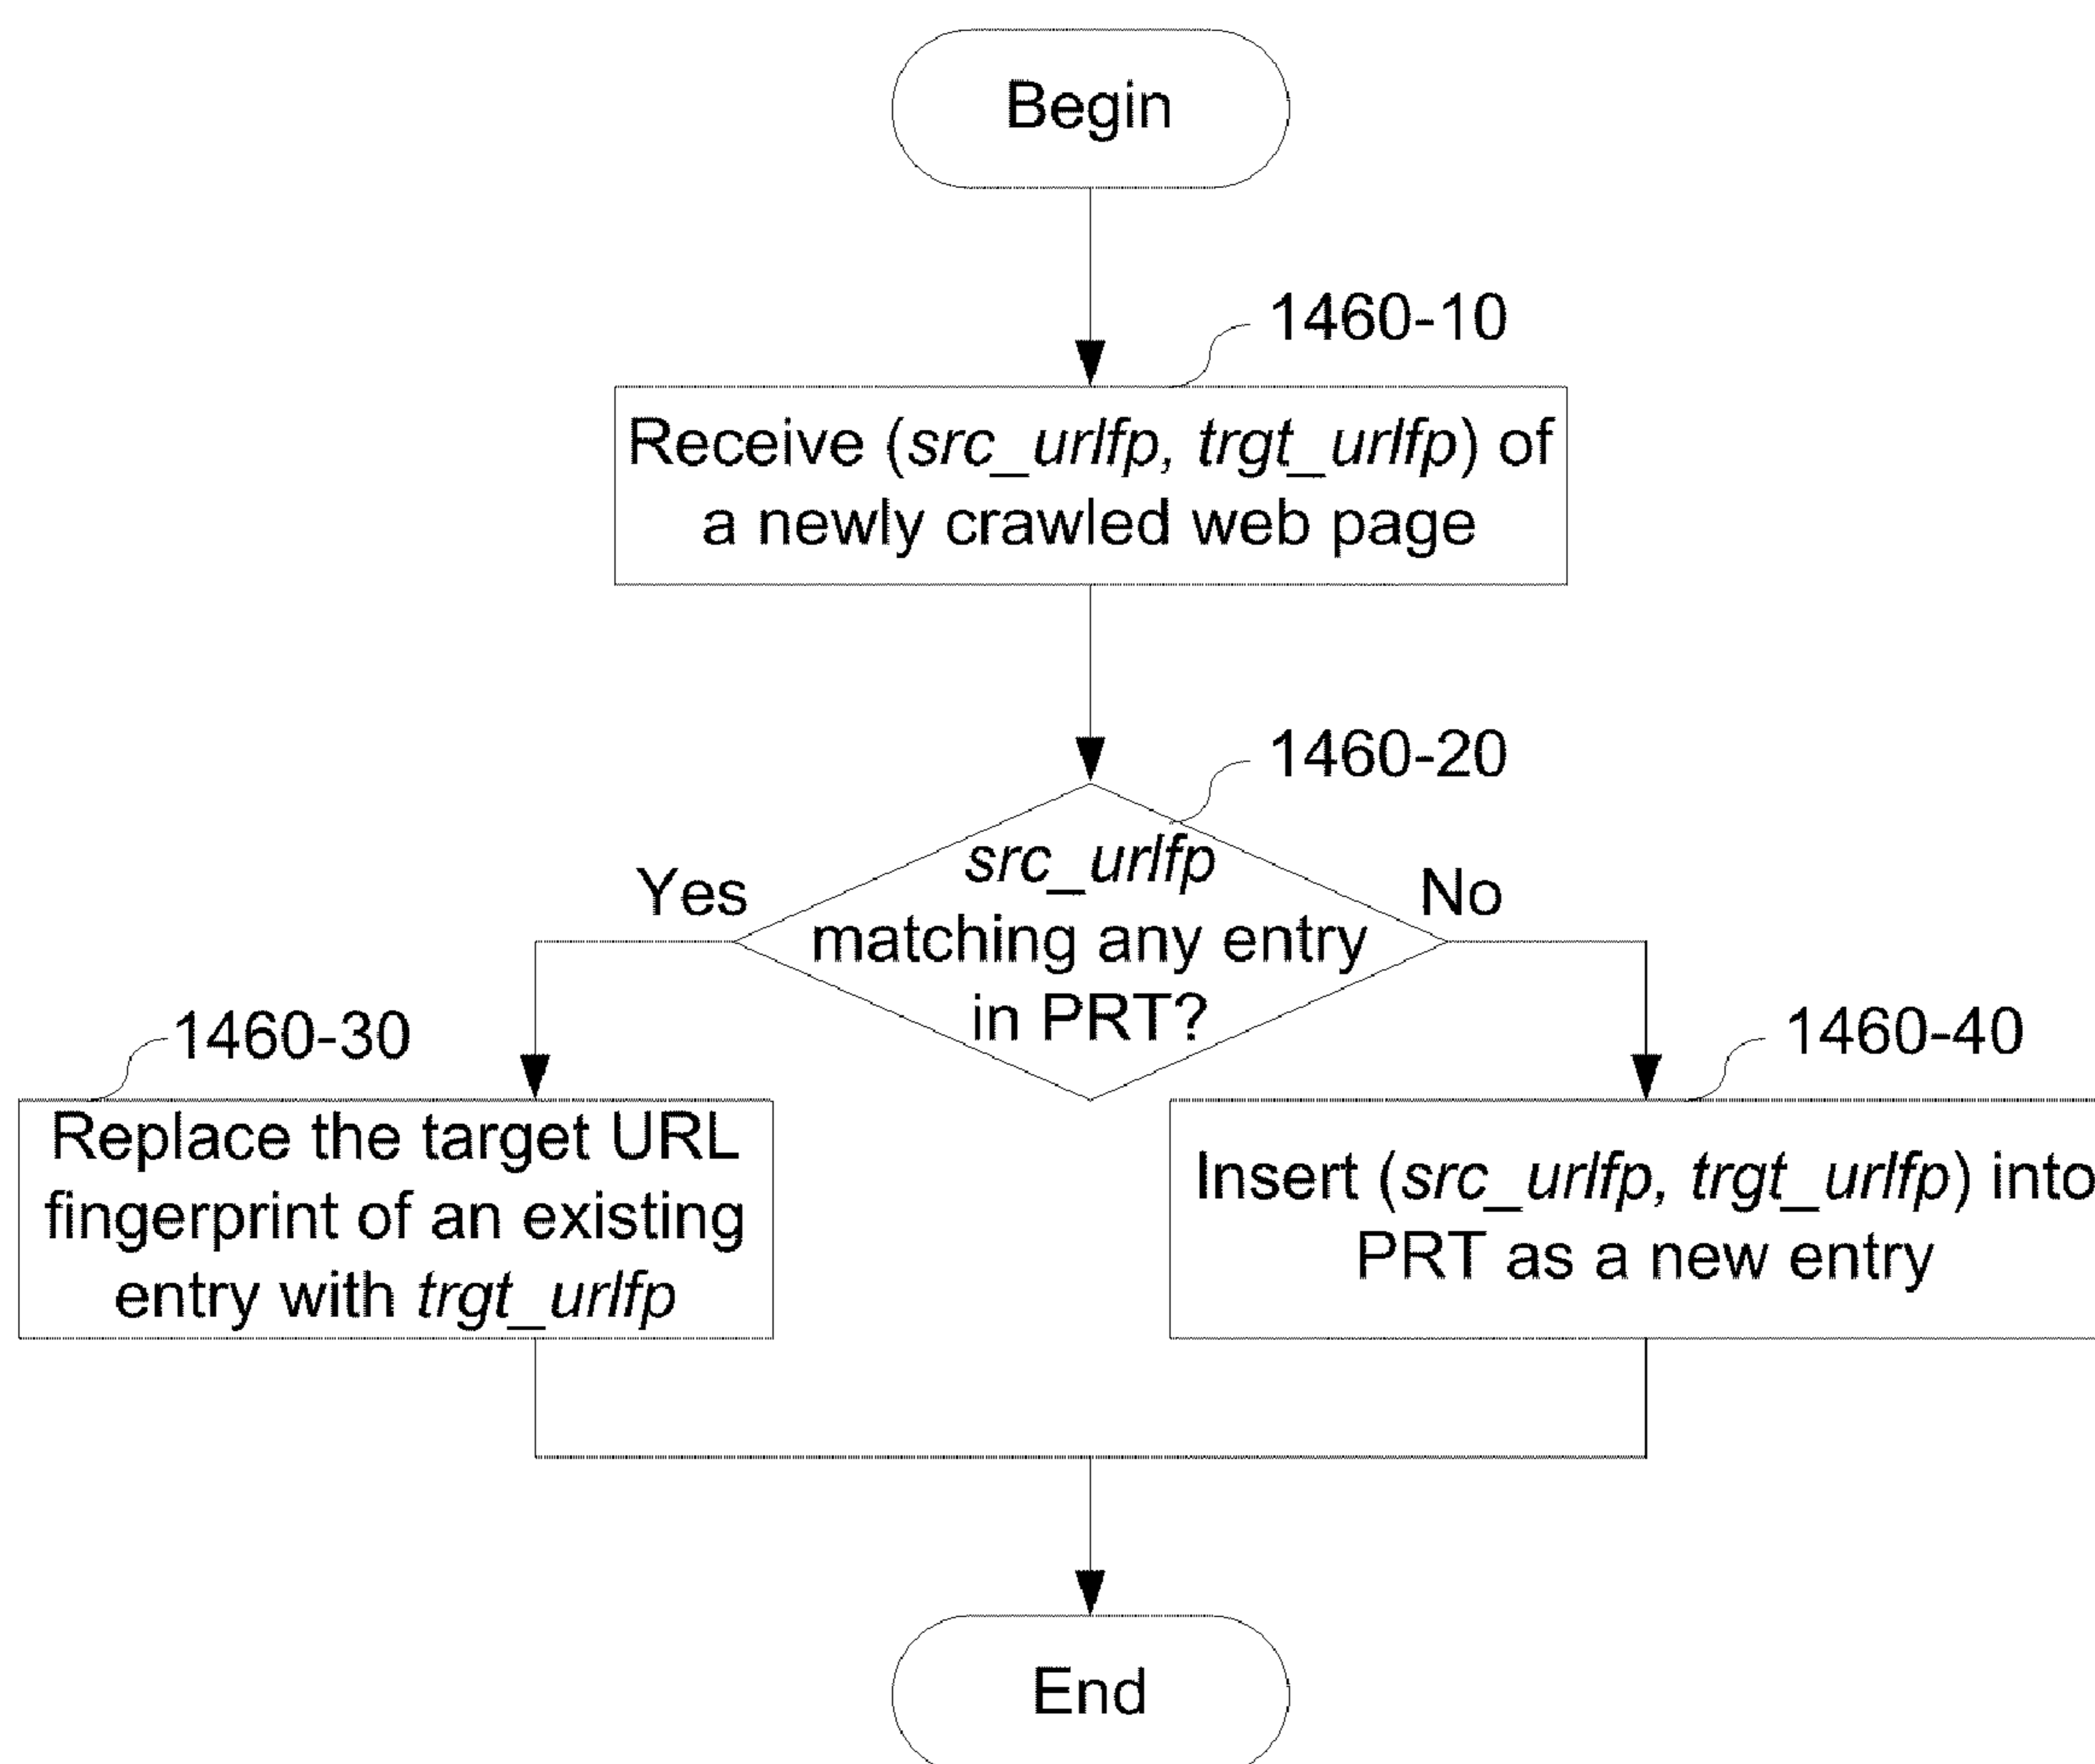 Begin
1460-10
Receive (src_urlfp, trgt_urlfp) of
a newly crawled web page
1460-20
src_urlfp
matching any entry
in PRT?
Yes
No
1460-30
Replace the target URL
fingerprint of an existing
entry with trgt_urlfp
1460-40
Insert (src_urlfp, trgt_urlfp) into
PRT as a new entry
End